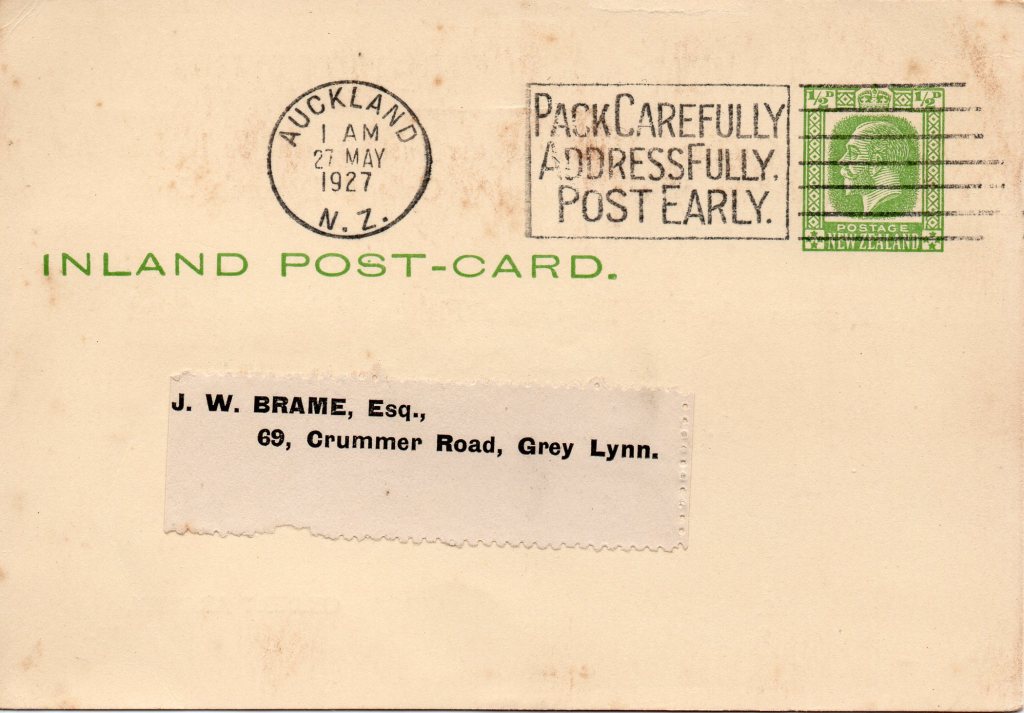 AUCKLAND
1 AM
27 MAY
1927
N. Z.
PACK CAREFULLY
ADDRESS FULLY.
POST EARLY.
½D ½D
POSTAGE
NEW ZEALAND
INLAND POST-CARD.
J. W. BRAME, Esq.,
69, Crummer Road, Grey Lynn.